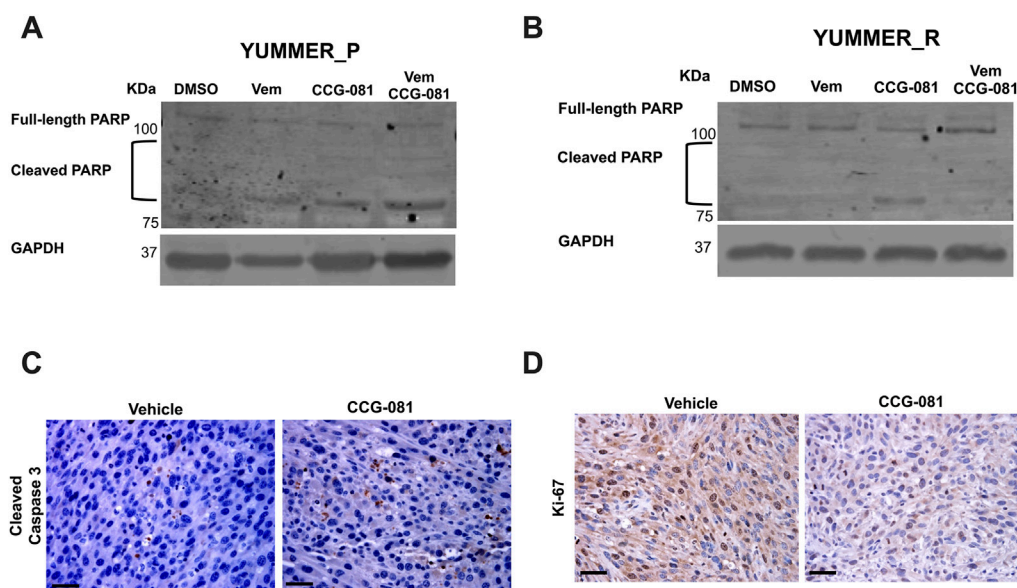 A
YUMMER_P
KDa
DMSO
Vem
CCG-081
Vem
CCG-081
Full-length PARP
100
Cleaved PARP
75
GAPDH
37
B
YUMMER_R
KDa
DMSO
Vem
CCG-081
Vem
CCG-081
Full-length PARP
100
Cleaved PARP
75
GAPDH
37
C
Vehicle
CCG-081
Cleaved
Caspase 3
D
Vehicle
CCG-081
Ki-67